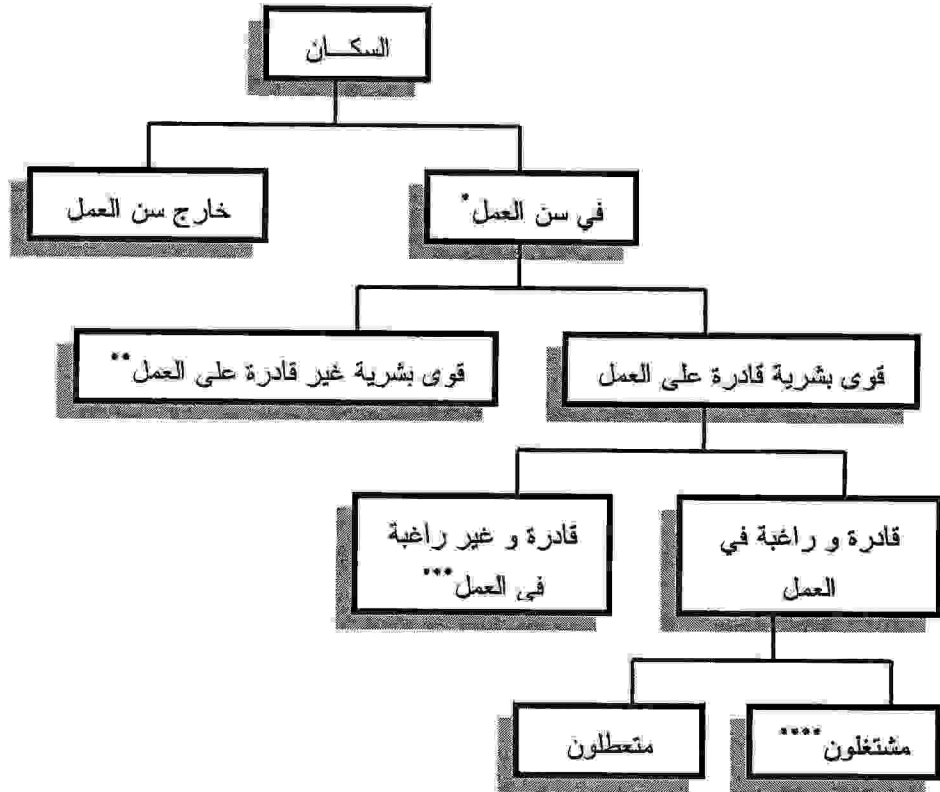 السكــان
في سن العمل*
خارج سن العمل
قوى بشرية قادرة على العمل
قوى بشرية غير قادرة على العمل**
قادرة و راغبة في
العمل
قادرة و غير راغبة
في العمل***
مشتغلون****
متعطلون